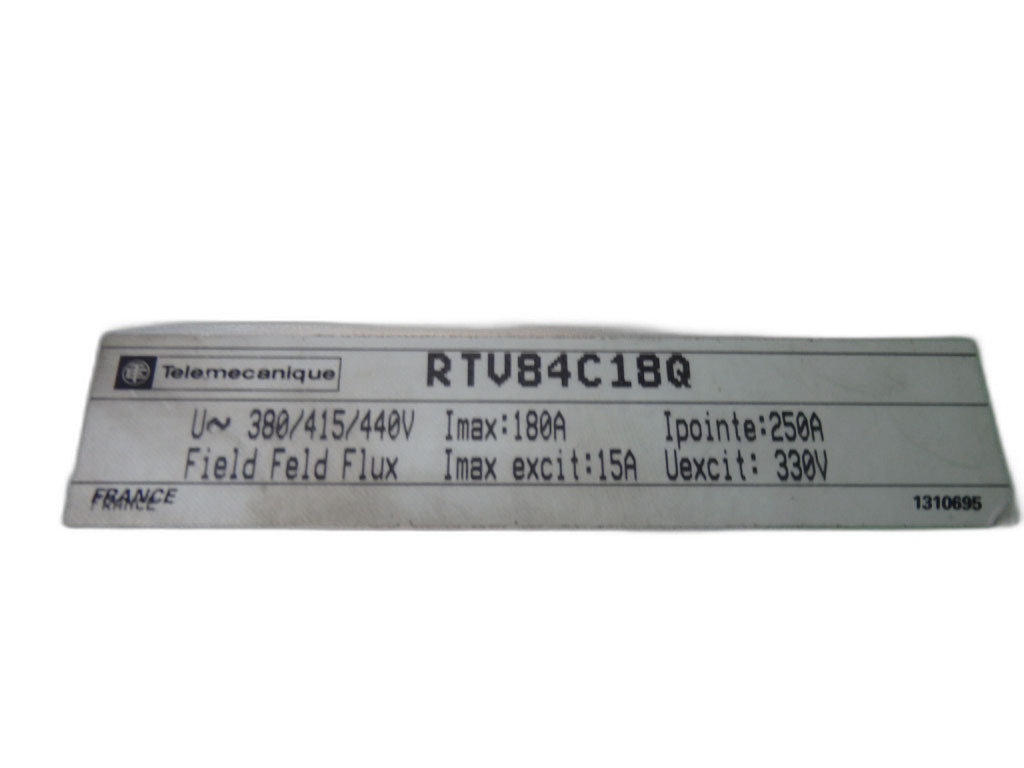 Telemecanique RTV84C18Q
U~ 380/415/440V Imax:180A Ipointe:250A
Field Feld Flux Imax excit:15A Uexcit: 330V
FRANCE 1310695